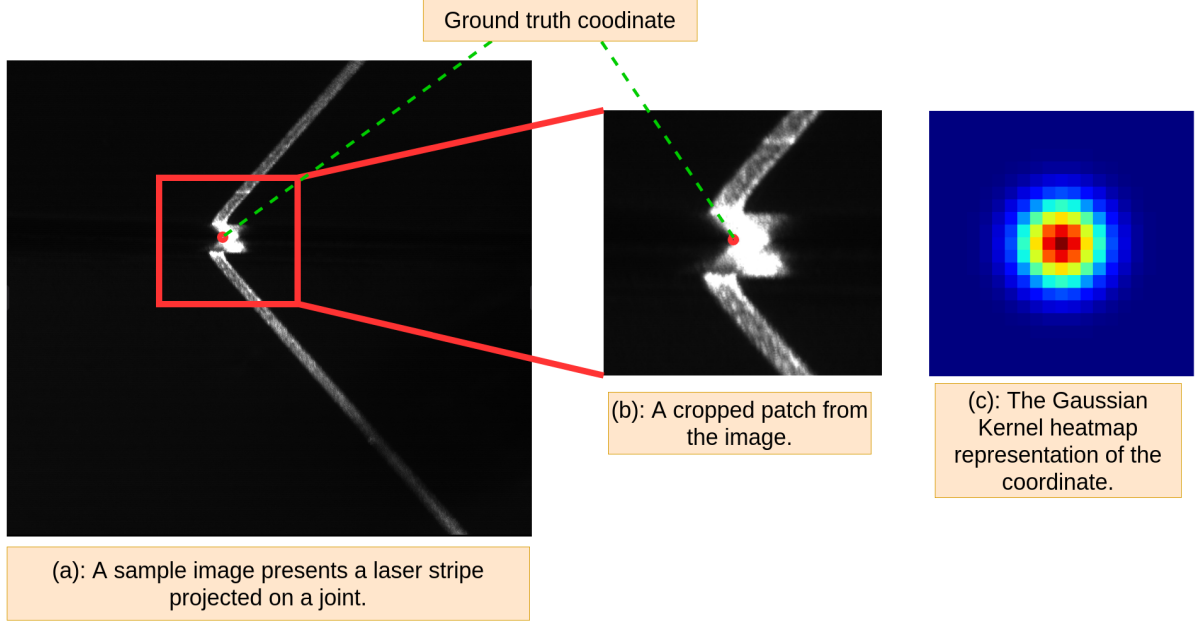 Ground truth coodinate
(b): A cropped patch from
the image.
(c): The Gaussian
Kernel heatmap
representation of the
coordinate.
(a): A sample image presents a laser stripe
projected on a joint.